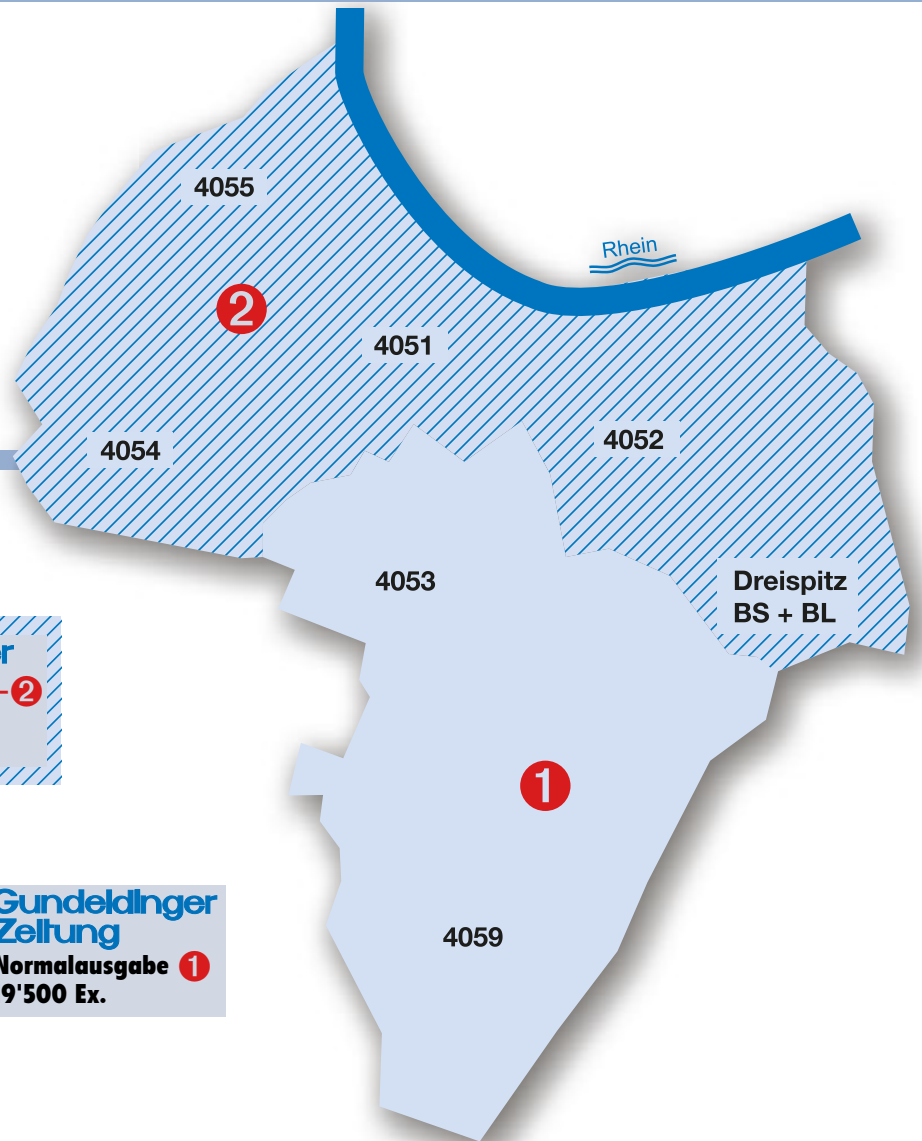 4055
Rhein
2
4051
4052
4054
4053
Dreispitz
BS + BL
2
1
Gundeldinger
Zeitung
Normalausgabe 1
9'500 Ex.
4059